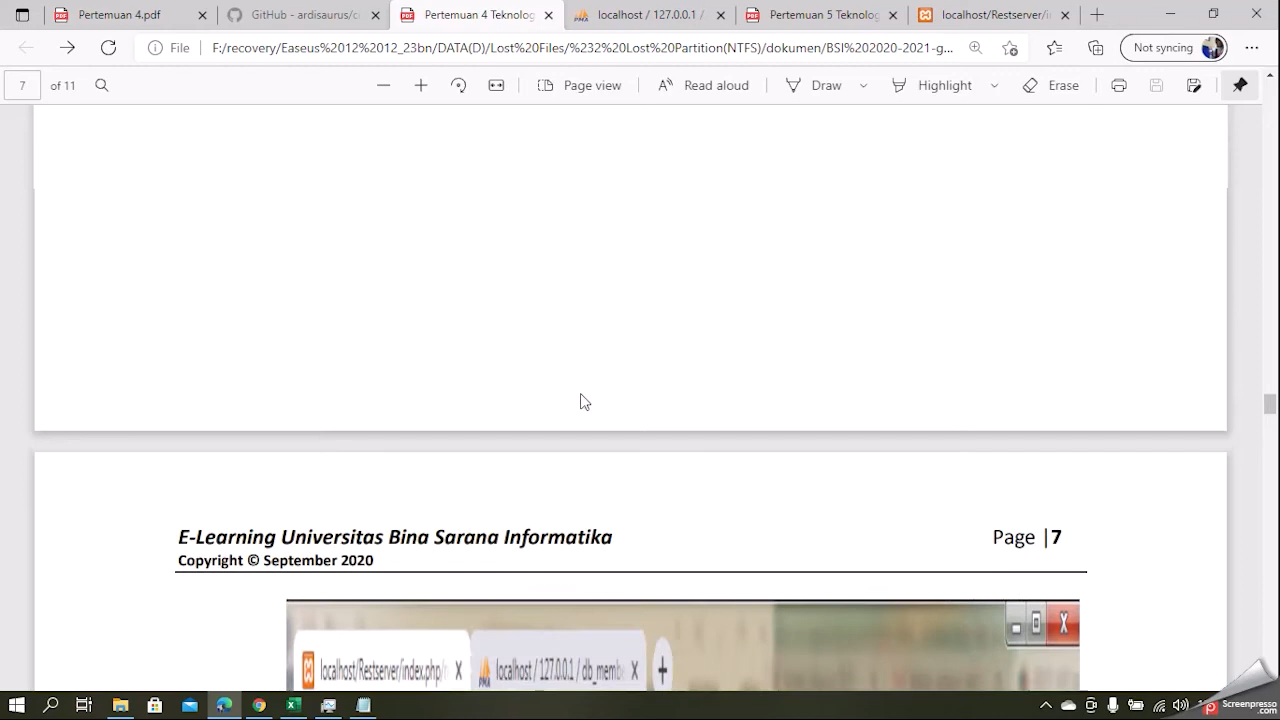 Pertemuan 4.pdf
GitHub - ardisaurus/c
Pertemuan 4 Teknolog
localhost / 127.0.0.1 /
Pertemuan 5 Teknolog
localhost/Restserver/i
File
F:/recovery/Easeus%2012%2012_23bn/DATA(D)/Lost%20Files/%232%20Lost%20Partition(NTFS)/dokumen/BSI%202020-2021-g...
Not syncing
7
of 11
Page view
Read aloud
Draw
Highlight
Erase
E-Learning Universitas Bina Sarana Informatika
Page |7
Copyright © September 2020
localhost/Restserver/index.php/
localhost / 127.0.0.1 / db_memb
Screenpresso
.com